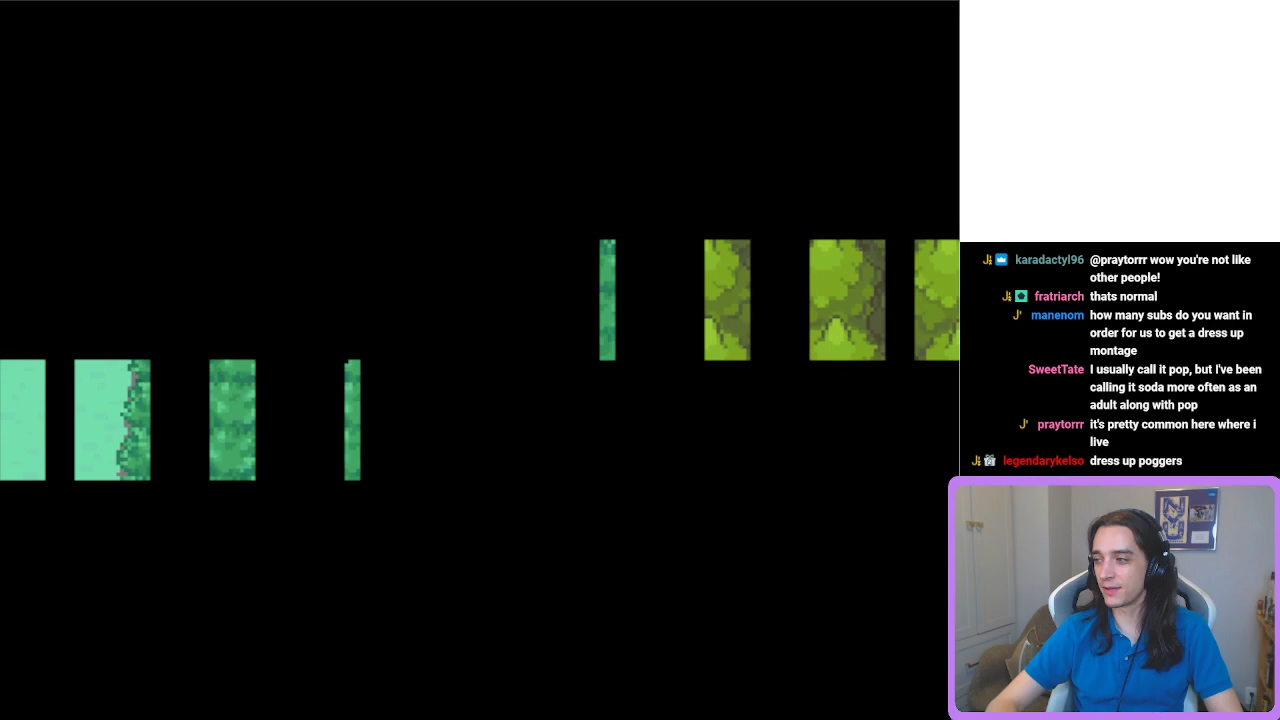 karadactyl96 @praytorrr wow you're not like
other people!
fratriarch thats normal
manenorn how many subs do you want in
order for us to get a dress up
montage
SweetTate I usually call it pop, but I've been
calling it soda more often as an
adult along with pop
praytorrr it's pretty common here where i
live
legendarykelso dress up poggers